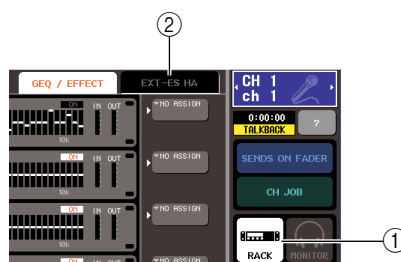 ②
GEQ / EFFECT
EXT-ES HA
CH 1
ch 1
ON IN OUT
10k
▼NO ASSIGN
0:00:00
TALKBACK
?
ON IN OUT
10k
▼NO ASSIGN
SENDS ON FADER
CH JOB
ON IN OUT
10k
▼NO ASSIGN
ON
▼NO ASSIGN
RACK
MONITOR
①